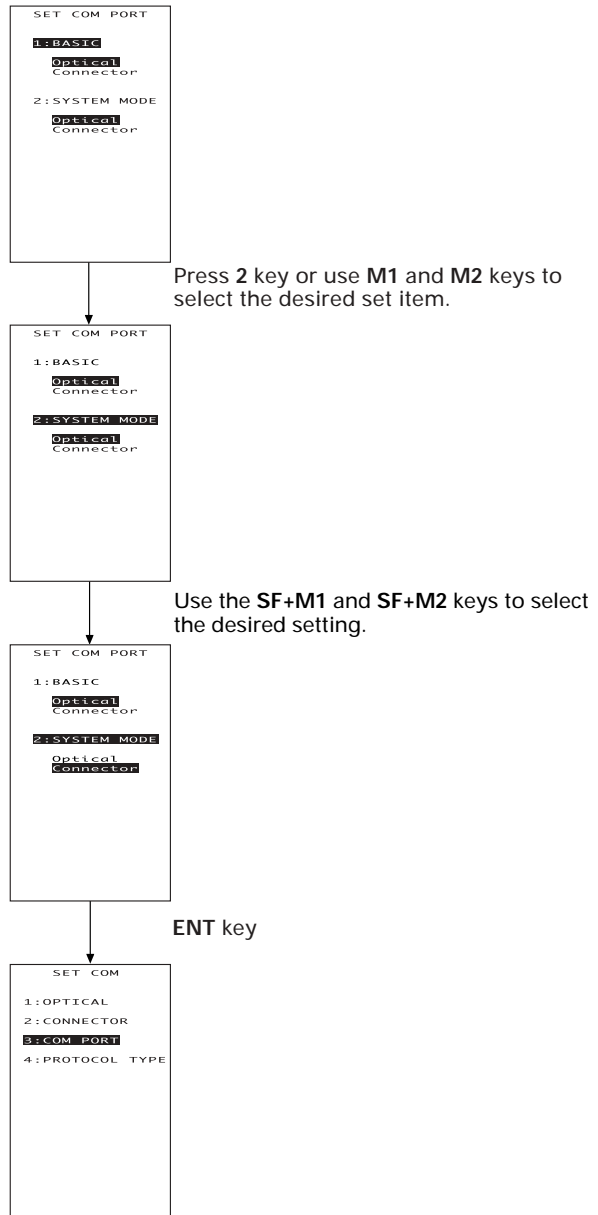 SET COM PORT
1:BASIC
Optical
Connector
2:SYSTEM MODE
Optical
Connector
Press 2 key or use M1 and M2 keys to
select the desired set item.
SET COM PORT
1:BASIC
Optical
Connector
2:SYSTEM MODE
Optical
Connector
Use the SF+M1 and SF+M2 keys to select
the desired setting.
SET COM PORT
1:BASIC
Optical
Connector
2:SYSTEM MODE
Optical
Connector
ENT key
SET COM
1:OPTICAL
2:CONNECTOR
3:COM PORT
4:PROTOCOL TYPE